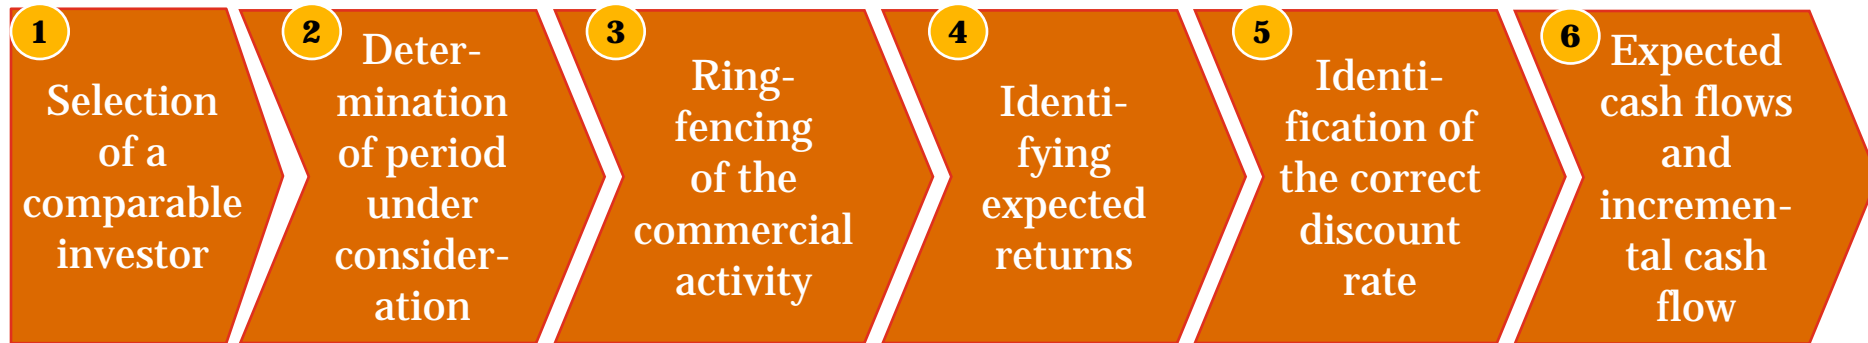 1
Selection
of a
comparable
investor
2
Deter-
mination
of period
under
consider-
ation
3
Ring-
fencing
of the
commercial
activity
4
Identi-
fying
expected
returns
5
Identi-
fication of
the correct
discount
rate
6
Expected
cash flows
and
incremen-
tal cash
flow